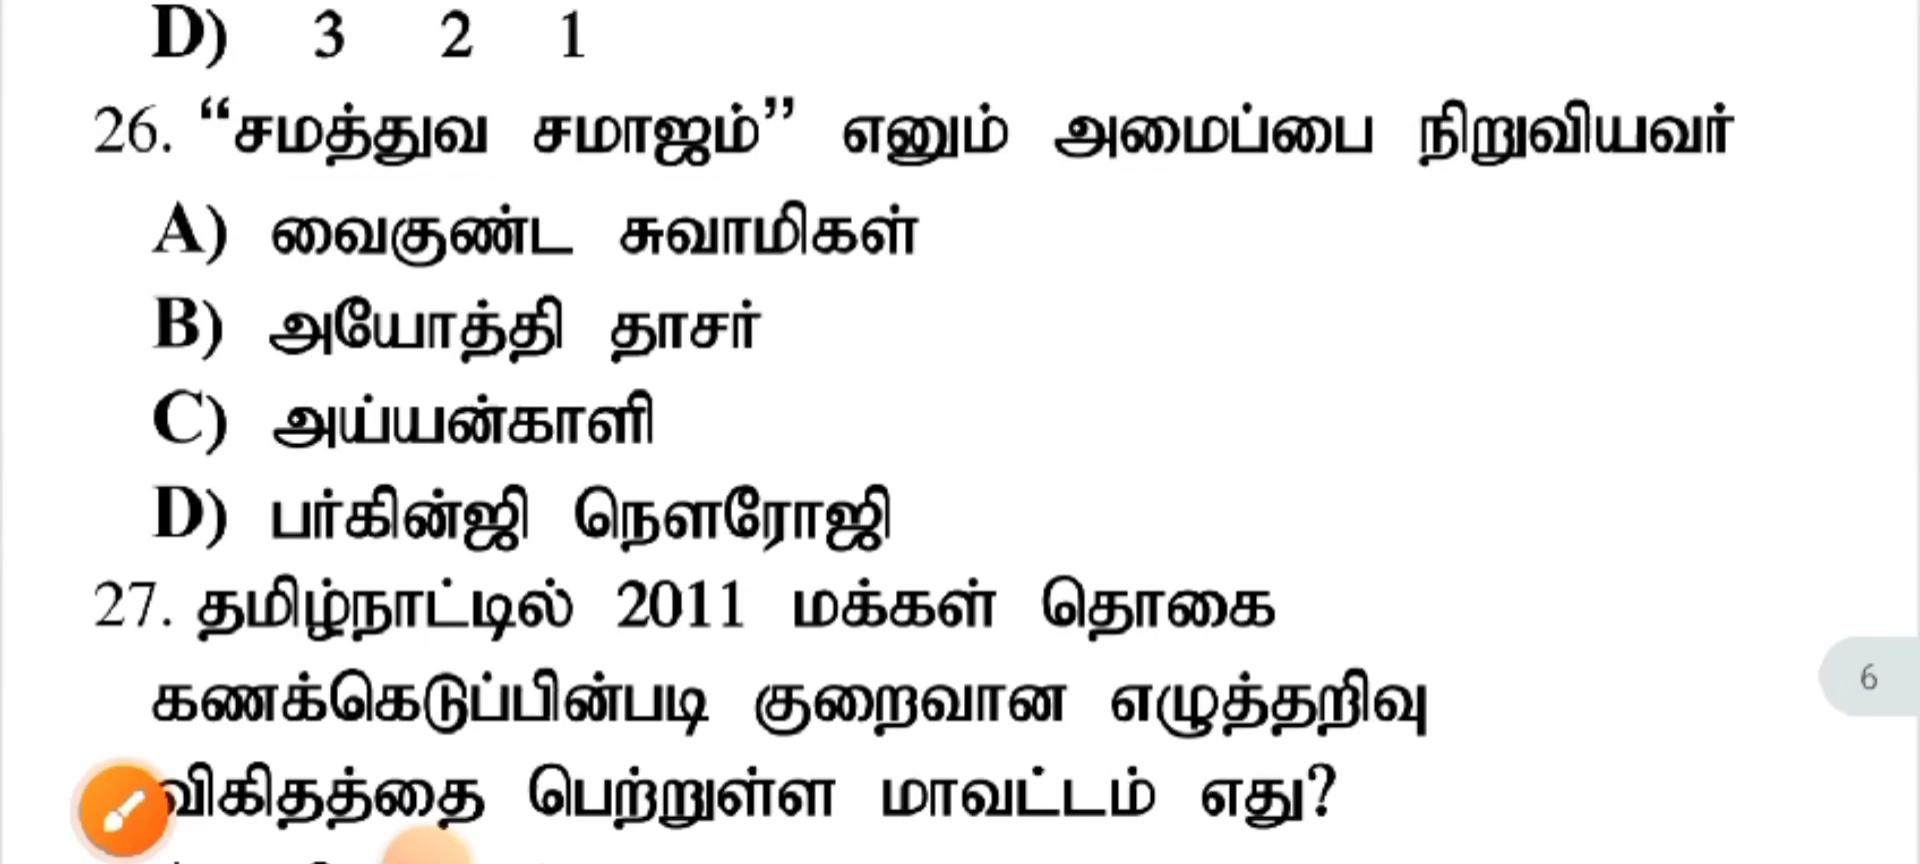 D) 3 2 1
26. “சமத்துவ சமாஜம்” எனும் அமைப்பை நிறுவியவர்
A) வைகுண்ட சுவாமிகள்
B) அயோத்தி தாசர்
C) அய்யன்காளி
D) பர்கின்ஜி நௌரோஜி
27. தமிழ்நாட்டில் 2011 மக்கள் தொகை
கணக்கெடுப்பின்படி குறைவான எழுத்தறிவு
6
விகிதத்தை பெற்றுள்ள மாவட்டம் எது?